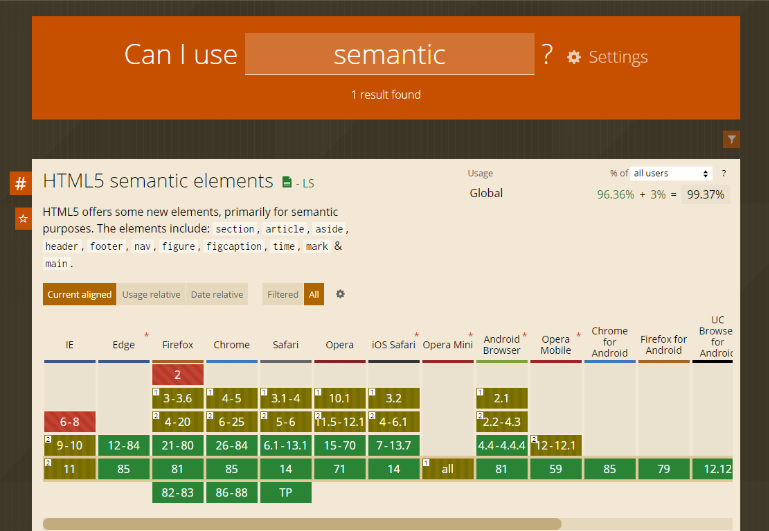 Can I use semantic ? Settings
1 result found
# HTML5 semantic elements - LS
Usage % of all users ?
Global 96.36% + 3% = 99.37%
HTML5 offers some new elements, primarily for semantic
purposes. The elements include: section, article, aside,
header, footer, nav, figure, figcaption, time, mark &
main.
Current aligned Usage relative Date relative Filtered All
IE Edge * Firefox Chrome Safari Opera iOS Safari * Opera Mini * Android Browser * Opera Mobile * Chrome for Android Firefox for Android UC Browser for Android
2
1 3-3.6 1 4-5 1 3.1-4 1 10.1 1 3.2 1 2.1
6-8 2 4-20 2 6-25 2 5-6 2 11.5-12.1 2 4-6.1 2 2.2-4.3
2 9-10 12-84 21-80 26-84 6.1-13.1 15-70 7-13.7 4.4-4.4.4 2 12-12.1
2 11 85 81 85 14 71 14 1 all 81 59 85 79 12.12
82-83 86-88 TP